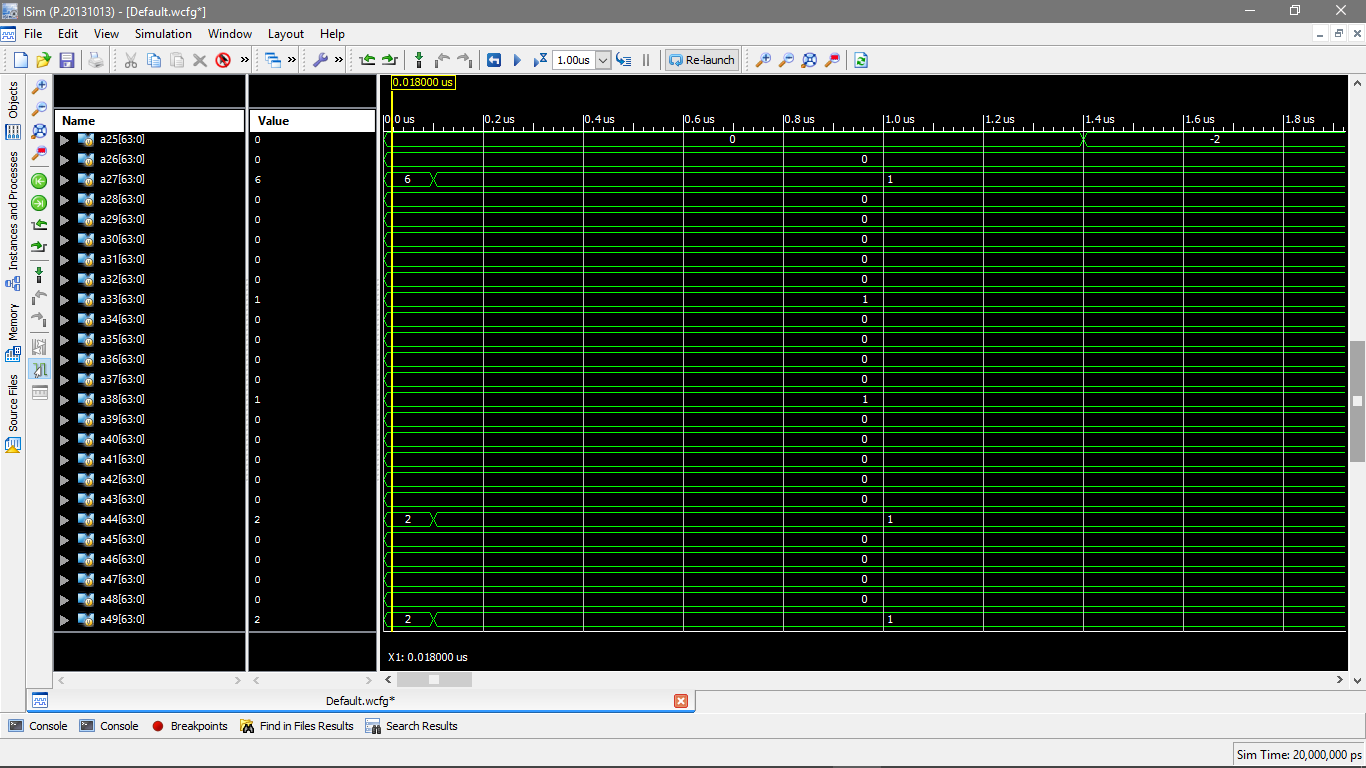 ISim (P.20131013) - [Default.wcfg*]
File Edit View Simulation Window Layout Help
» » » 1.00us Re-launch
Objects
Instances and Processes
Memory
Source Files
0.018000 us
Name Value 0.0 us 0.2 us 0.4 us 0.6 us 0.8 us 1.0 us 1.2 us 1.4 us 1.6 us 1.8 us
a25[63:0] 0 0 -2
a26[63:0] 0 0
a27[63:0] 6 6 1
a28[63:0] 0 0
a29[63:0] 0 0
a30[63:0] 0 0
a31[63:0] 0 0
a32[63:0] 0 0
a33[63:0] 1 1
a34[63:0] 0 0
a35[63:0] 0 0
a36[63:0] 0 0
a37[63:0] 0 0
a38[63:0] 1 1
a39[63:0] 0 0
a40[63:0] 0 0
a41[63:0] 0 0
a42[63:0] 0 0
a43[63:0] 0 0
a44[63:0] 2 2 1
a45[63:0] 0 0
a46[63:0] 0 0
a47[63:0] 0 0
a48[63:0] 0 0
a49[63:0] 2 2 1
X1: 0.018000 us
Default.wcfg*
Console Console Breakpoints Find in Files Results Search Results
Sim Time: 20,000,000 ps